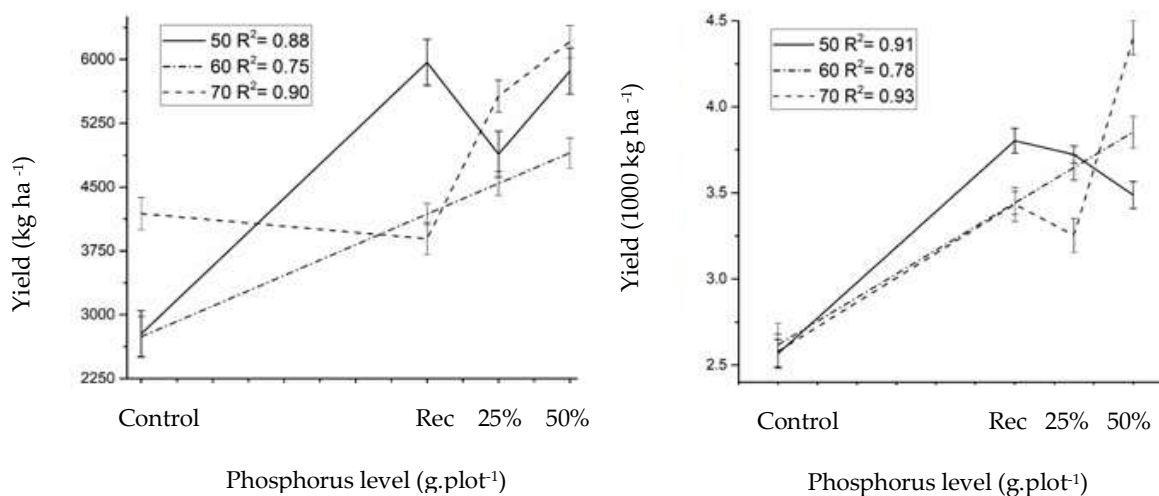 50 R²= 0.88
60 R²= 0.75
70 R²= 0.90
6000
5250
4500
3750
3000
2250
Yield (kg ha ⁻¹)
Control Rec 25% 50%
Phosphorus level (g.plot⁻¹)
4.5
50 R²= 0.91
60 R²= 0.78
70 R²= 0.93
4.0
3.5
3.0
2.5
Yield (1000 kg ha ⁻¹)
Control Rec 25% 50%
Phosphorus level (g.plot⁻¹)